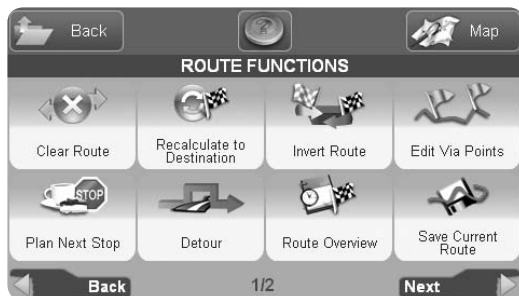 Back
?
Map
ROUTE FUNCTIONS
Clear Route
Recalculate to
Destination
Invert Route
Edit Via Points
STOP
Plan Next Stop
Detour
Route Overview
Save Current
Route
Back
1/2
Next